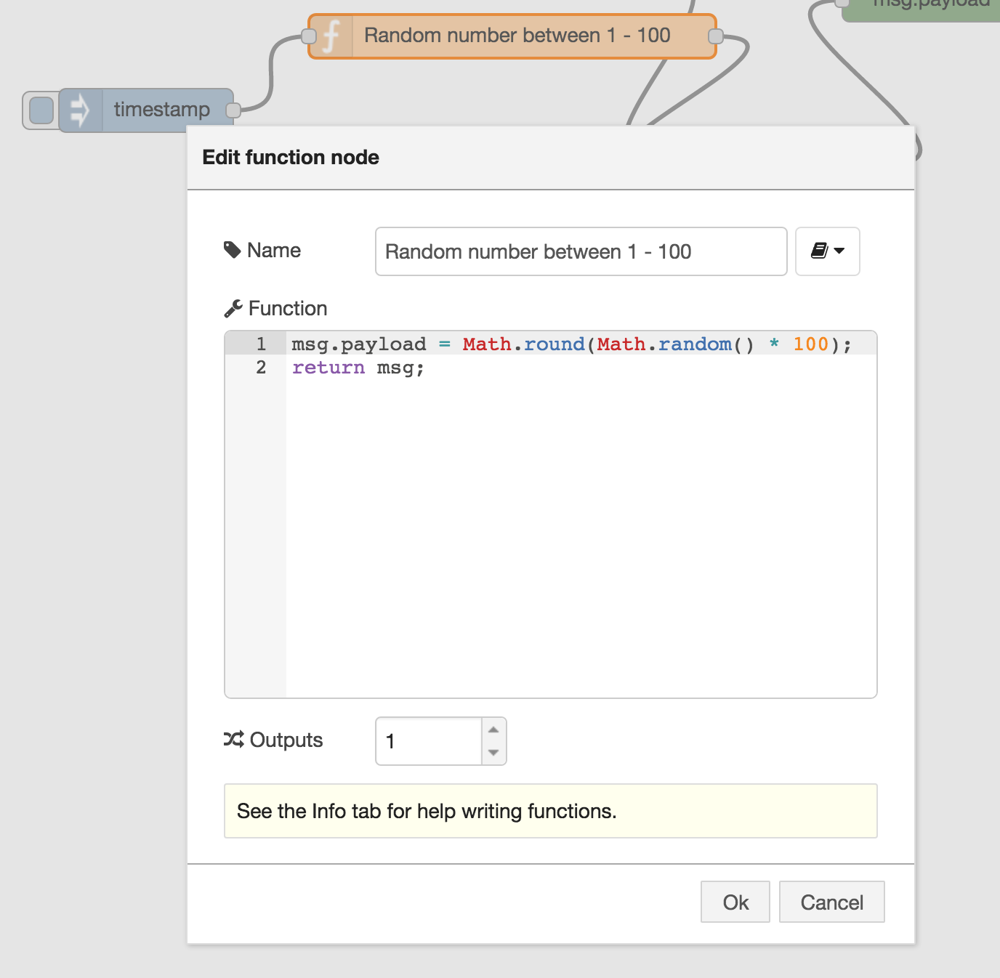 msg.payload
Random number between 1 - 100
timestamp
Edit function node
Name
Random number between 1 - 100
Function
1 msg.payload = Math.round(Math.random() * 100);
2 return msg;
Outputs
1
See the Info tab for help writing functions.
Ok Cancel